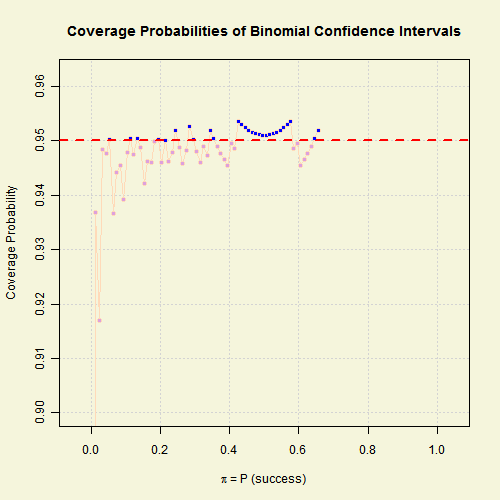 Coverage Probabilities of Binomial Confidence Intervals
Coverage Probability
0.96
0.95
0.94
0.93
0.92
0.91
0.90
0.0 0.2 0.4 0.6 0.8 1.0
π = P (success)